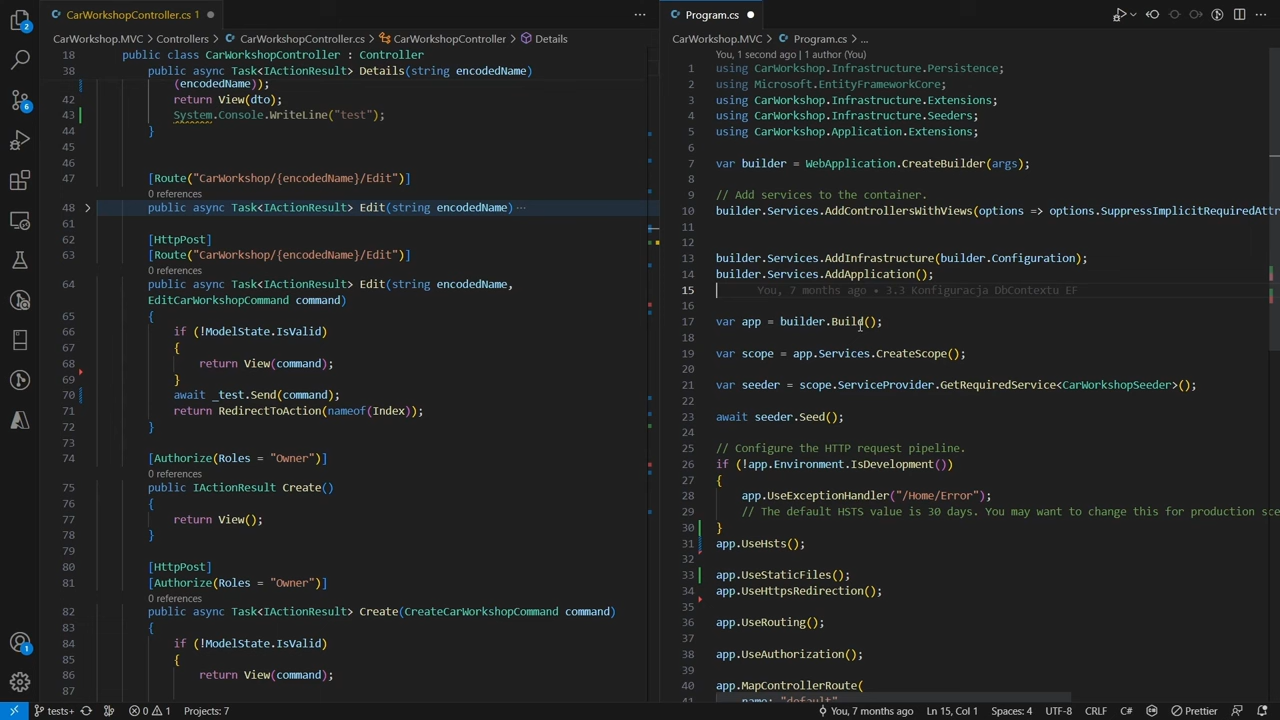 CarWorkshopController.cs 1
CarWorkshop.MVC > Controllers > CarWorkshopController.cs > CarWorkshopController > Details
18 public class CarWorkshopController : Controller
38 public async Task<IActionResult> Details(string encodedName)
(encodedName));
42 return View(dto);
43 System.Console.WriteLine("test");
44 }
45
46
47 [Route("CarWorkshop/{encodedName}/Edit")]
0 references
48 public async Task<IActionResult> Edit(string encodedName) ⋯
61
62 [HttpPost]
63 [Route("CarWorkshop/{encodedName}/Edit")]
0 references
64 public async Task<IActionResult> Edit(string encodedName,
EditCarWorkshopCommand command)
65 {
66 if (!ModelState.IsValid)
67 {
68 return View(command);
69 }
70 await _test.Send(command);
71 return RedirectToAction(nameof(Index));
72 }
73
74 [Authorize(Roles = "Owner")]
0 references
75 public IActionResult Create()
76 {
77 return View();
78 }
79
80 [HttpPost]
81 [Authorize(Roles = "Owner")]
0 references
82 public async Task<IActionResult> Create(CreateCarWorkshopCommand command)
83 {
84 if (!ModelState.IsValid)
85 {
86 return View(command);
87
Program.cs
CarWorkshop.MVC > Program.cs > ...
You, 1 second ago | 1 author (You)
1 using CarWorkshop.Infrastructure.Persistence;
2 using Microsoft.EntityFrameworkCore;
3 using CarWorkshop.Infrastructure.Extensions;
4 using CarWorkshop.Infrastructure.Seeders;
5 using CarWorkshop.Application.Extensions;
6
7 var builder = WebApplication.CreateBuilder(args);
8
9 // Add services to the container.
10 builder.Services.AddControllersWithViews(options => options.SuppressImplicitRequiredAttr
11
12
13 builder.Services.AddInfrastructure(builder.Configuration);
14 builder.Services.AddApplication();
15 You, 7 months ago • 3.3 Konfiguracja DbContextu EF
16
17 var app = builder.Build();
18
19 var scope = app.Services.CreateScope();
20
21 var seeder = scope.ServiceProvider.GetRequiredService<CarWorkshopSeeder>();
22
23 await seeder.Seed();
24
25 // Configure the HTTP request pipeline.
26 if (!app.Environment.IsDevelopment())
27 {
28 app.UseExceptionHandler("/Home/Error");
29 // The default HSTS value is 30 days. You may want to change this for production sce
30 }
31 app.UseHsts();
32
33 app.UseStaticFiles();
34 app.UseHttpsRedirection();
35
36 app.UseRouting();
37
38 app.UseAuthorization();
39
40 app.MapControllerRoute(
41 name: "default"
2
6
1
tests+ 0 1 Projects: 7 You, 7 months ago Ln 15, Col 1 Spaces: 4 UTF-8 CRLF C# Prettier